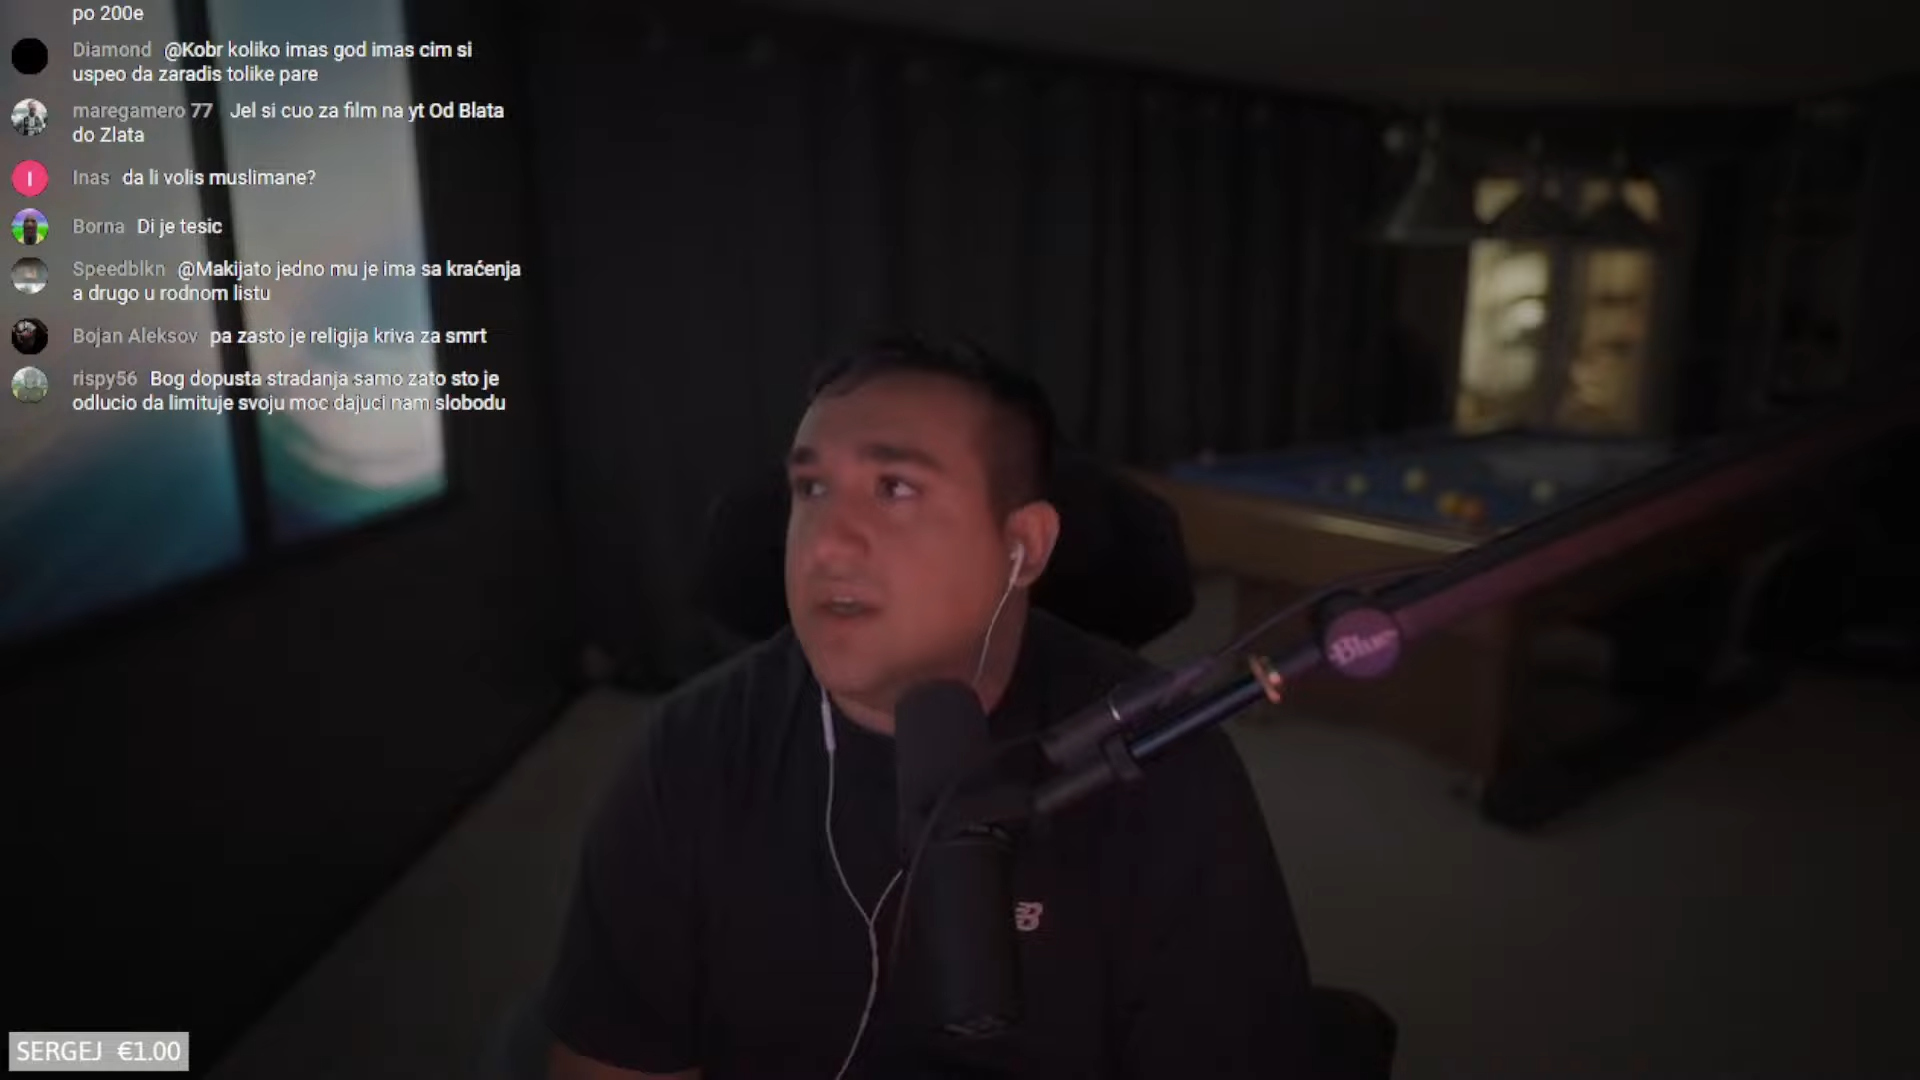 po 200e
Diamond @Kobr koliko imas god imas cim si
uspeo da zaradis tolike pare
maregamero 77 Jel si cuo za film na yt Od Blata
do Zlata
I
Inas da li volis muslimane?
Borna Di je tesic
Speedblkn @Makijato jedno mu je ima sa kraćenja
a drugo u rodnom listu
Bojan Aleksov pa zasto je religija kriva za smrt
rispy56 Bog dopusta stradanja samo zato sto je
odlucio da limituje svoju moc dajuci nam slobodu
Blue
NB
SERGEJ €1.00